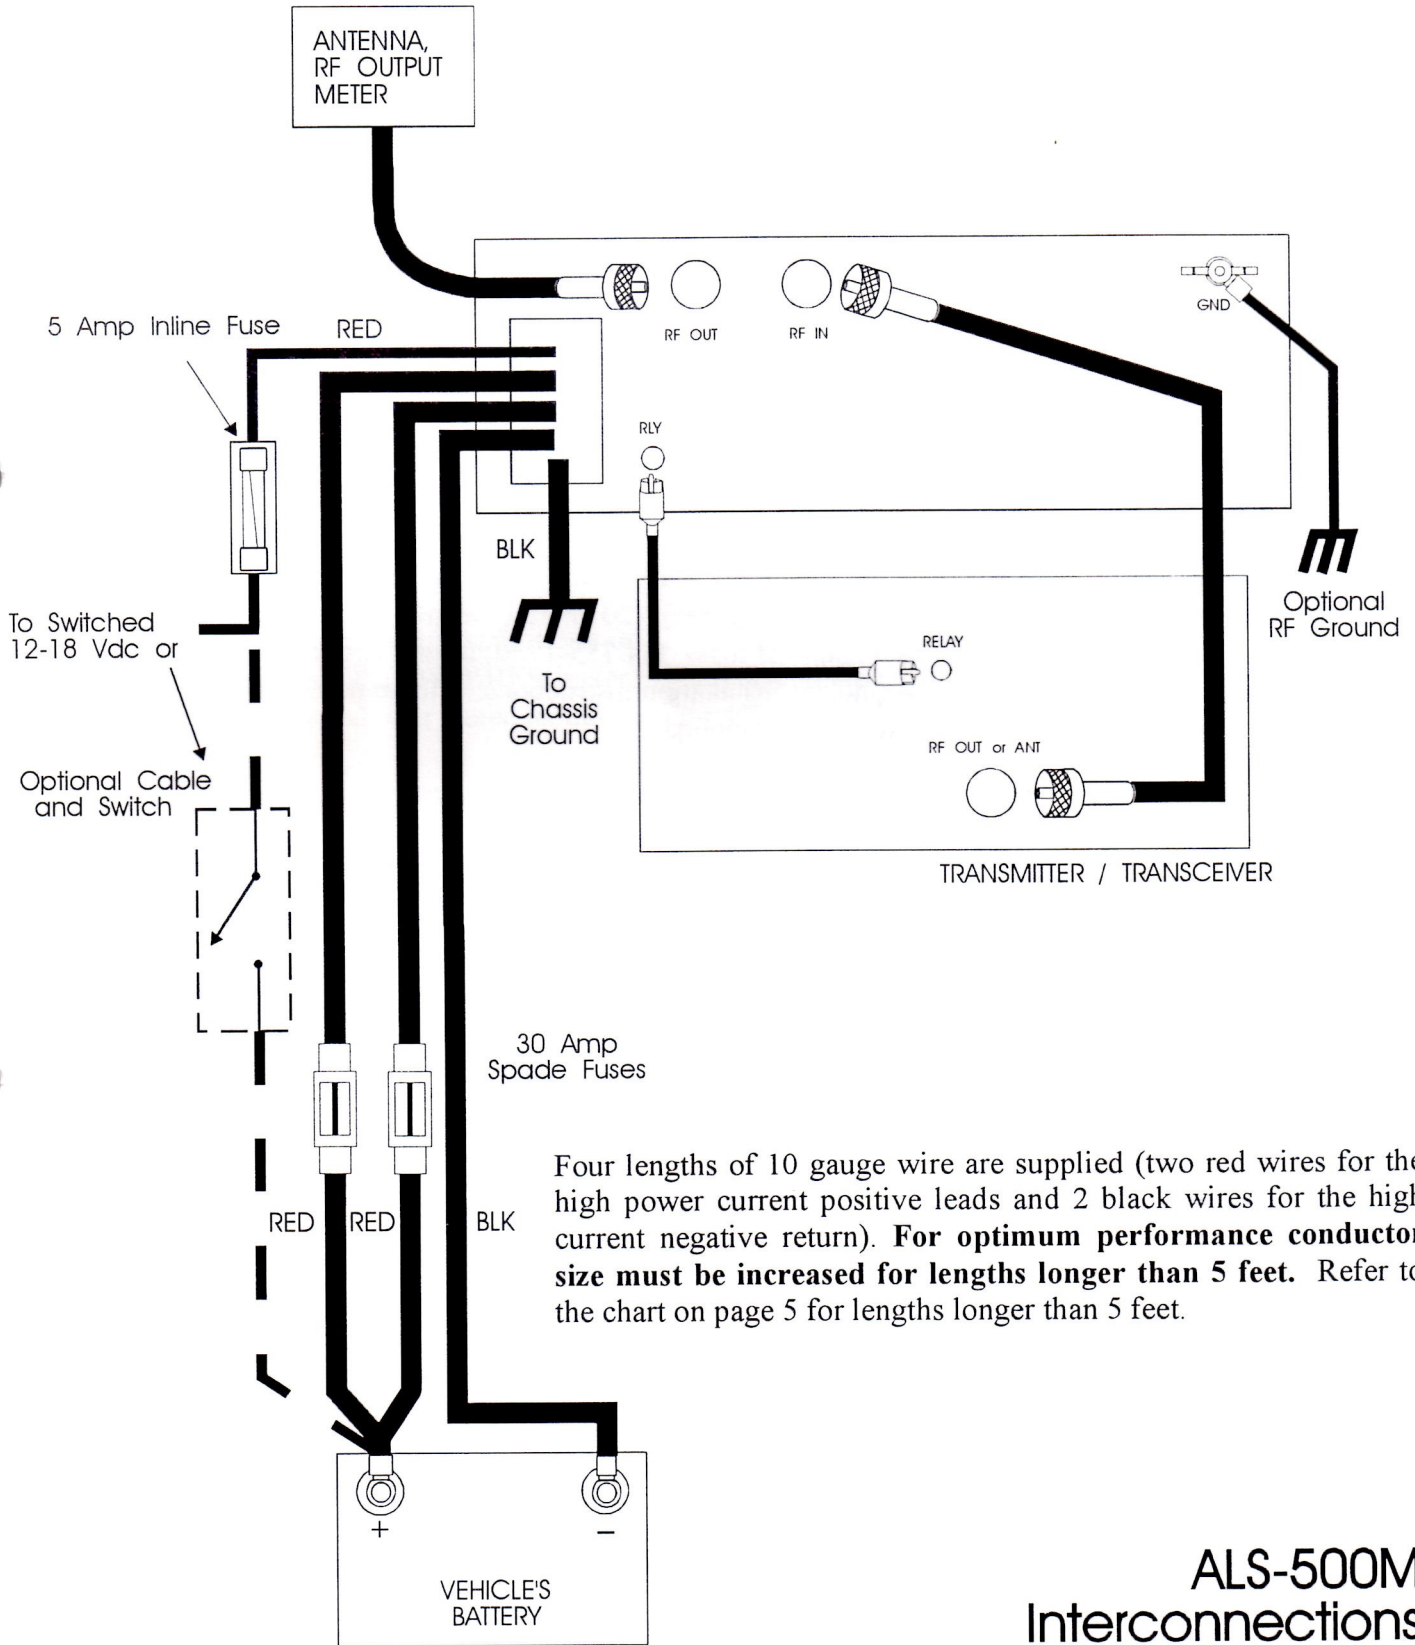 ANTENNA,
RF OUTPUT
METER
5 Amp Inline Fuse
RED
RF OUT
RF IN
GND
RLY
BLK
To Switched
12-18 Vdc or
To
Chassis
Ground
Optional
RF Ground
RELAY
RF OUT or ANT
Optional Cable
and Switch
TRANSMITTER / TRANSCEIVER
30 Amp
Spade Fuses
Four lengths of 10 gauge wire are supplied (two red wires for the
high power current positive leads and 2 black wires for the high
current negative return). For optimum performance conductor
size must be increased for lengths longer than 5 feet. Refer to
the chart on page 5 for lengths longer than 5 feet.
RED
RED
BLK
+
−
VEHICLE'S
BATTERY
ALS-500M
Interconnections